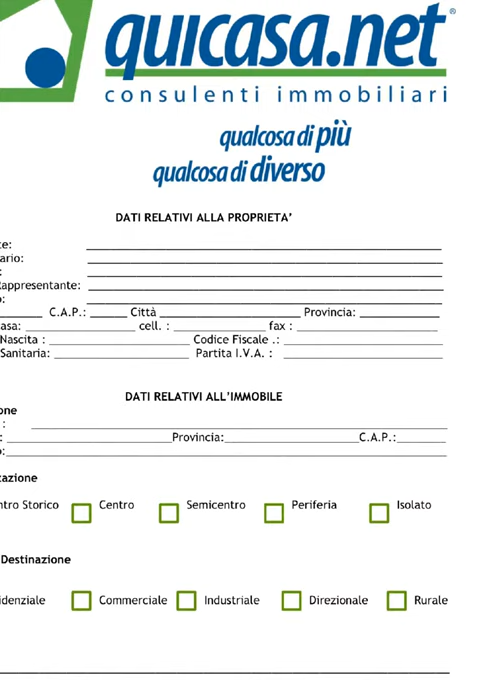 quicasa.net®
consulenti immobiliari
qualcosa di più
qualcosa di diverso
DATI RELATIVI ALLA PROPRIETA'
te:
ario:
:
Rappresentante:
o:
C.A.P.: Città Provincia:
asa: cell. : fax :
Nascita : Codice Fiscale .:
Sanitaria: Partita I.V.A. :
DATI RELATIVI ALL'IMMOBILE
one
:
: Provincia: C.A.P.:
o:
tazione
ntro Storico Centro Semicentro Periferia Isolato
Destinazione
idenziale Commerciale Industriale Direzionale Rurale